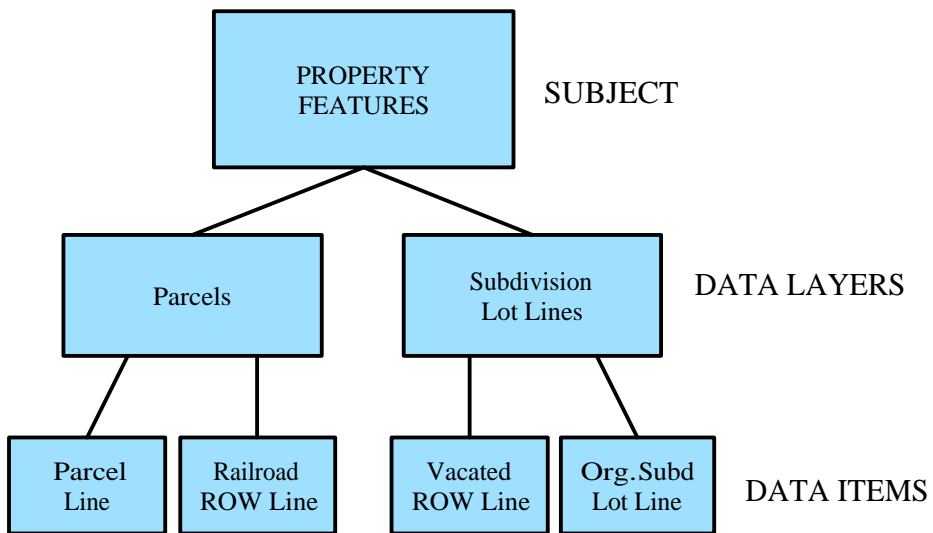 PROPERTY
FEATURES
SUBJECT
Parcels
Subdivision
Lot Lines
DATA LAYERS
Parcel
Line
Railroad
ROW Line
Vacated
ROW Line
Org.Subd
Lot Line
DATA ITEMS